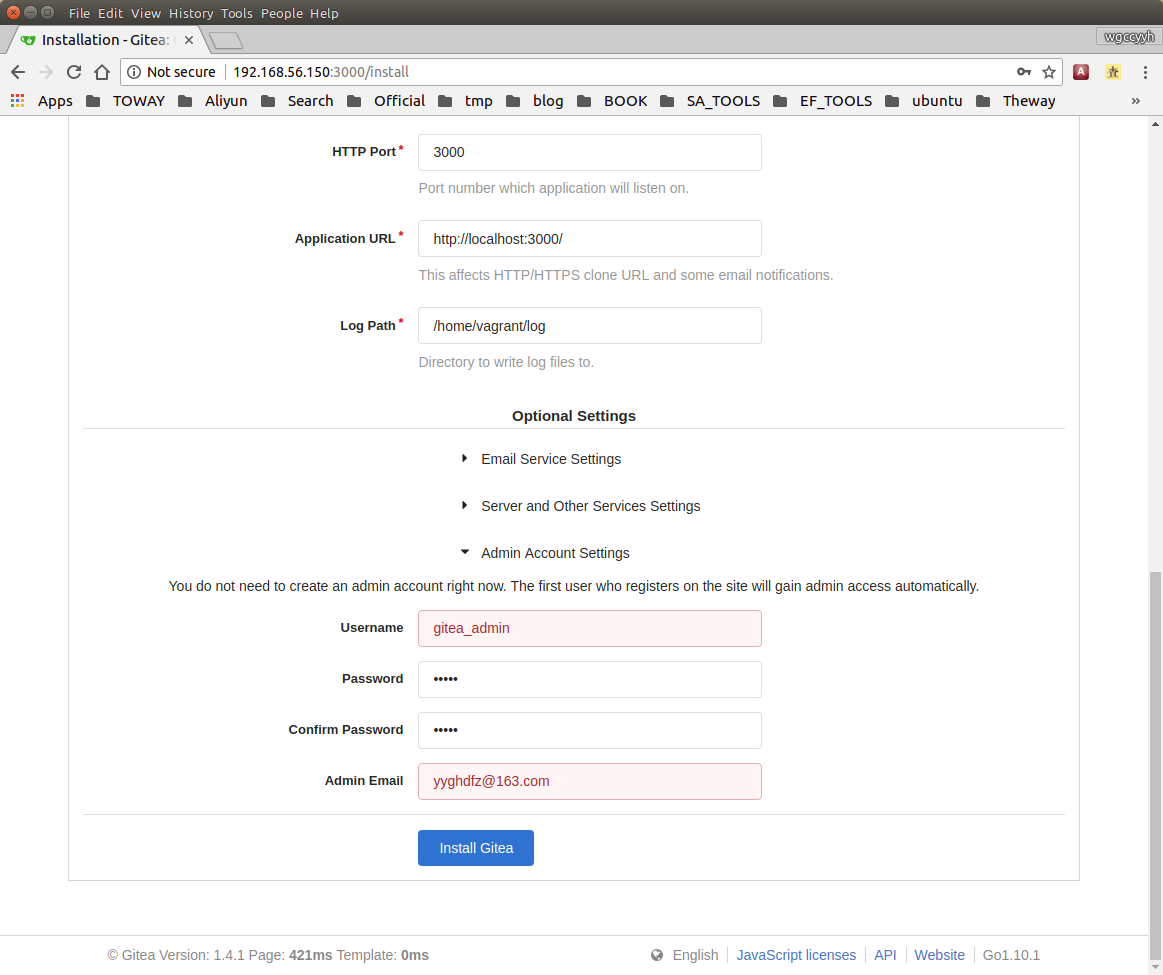 File Edit View History Tools People Help
Installation - Gitea:
wgccyyh
Not secure 192.168.56.150:3000/install
A
Apps TOWAY Aliyun Search Official tmp blog BOOK SA_TOOLS EF_TOOLS ubuntu Theway »
HTTP Port*
3000
Port number which application will listen on.
Application URL*
http://localhost:3000/
This affects HTTP/HTTPS clone URL and some email notifications.
Log Path*
/home/vagrant/log
Directory to write log files to.
Optional Settings
Email Service Settings
Server and Other Services Settings
Admin Account Settings
You do not need to create an admin account right now. The first user who registers on the site will gain admin access automatically.
Username
gitea_admin
Password
•••••
Confirm Password
•••••
Admin Email
yyghdfz@163.com
Install Gitea
© Gitea Version: 1.4.1 Page: 421ms Template: 0ms
English JavaScript licenses API Website Go1.10.1